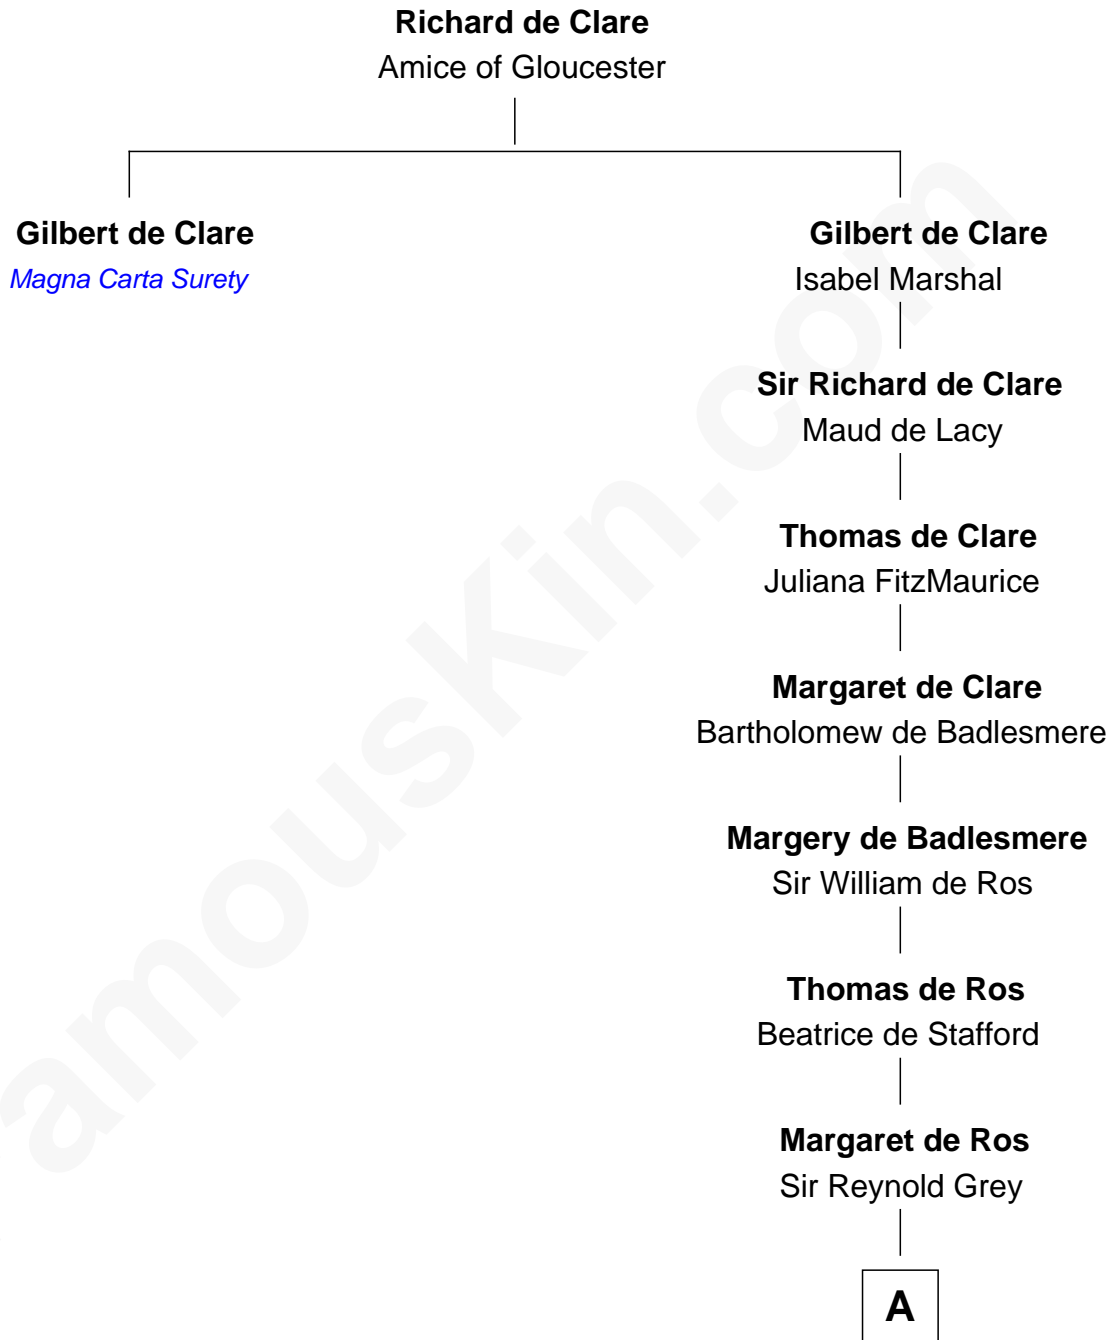 Richard de Clare
Amice of Gloucester
Gilbert de Clare
Magna Carta Surety
Gilbert de Clare
Isabel Marshal
Sir Richard de Clare
Maud de Lacy
Thomas de Clare
Juliana FitzMaurice
Margaret de Clare
Bartholomew de Badlesmere
Margery de Badlesmere
Sir William de Ros
Thomas de Ros
Beatrice de Stafford
Margaret de Ros
Sir Reynold Grey
A
amouskin.com